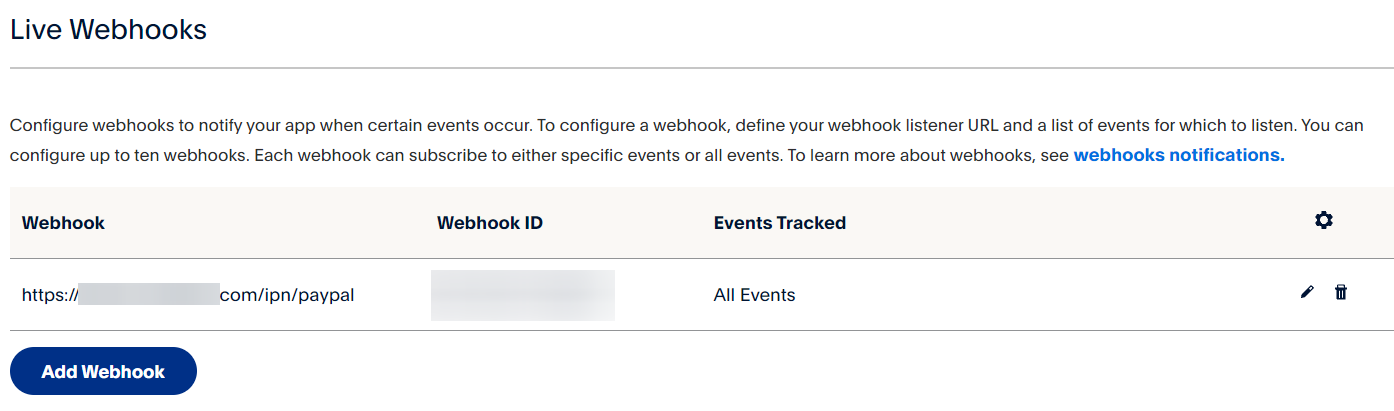 Live Webhooks
Configure webhooks to notify your app when certain events occur. To configure a webhook, define your webhook listener URL and a list of events for which to listen. You can
configure up to ten webhooks. Each webhook can subscribe to either specific events or all events. To learn more about webhooks, see webhooks notifications.
Webhook Webhook ID Events Tracked
https:// com/ipn/paypal All Events
Add Webhook